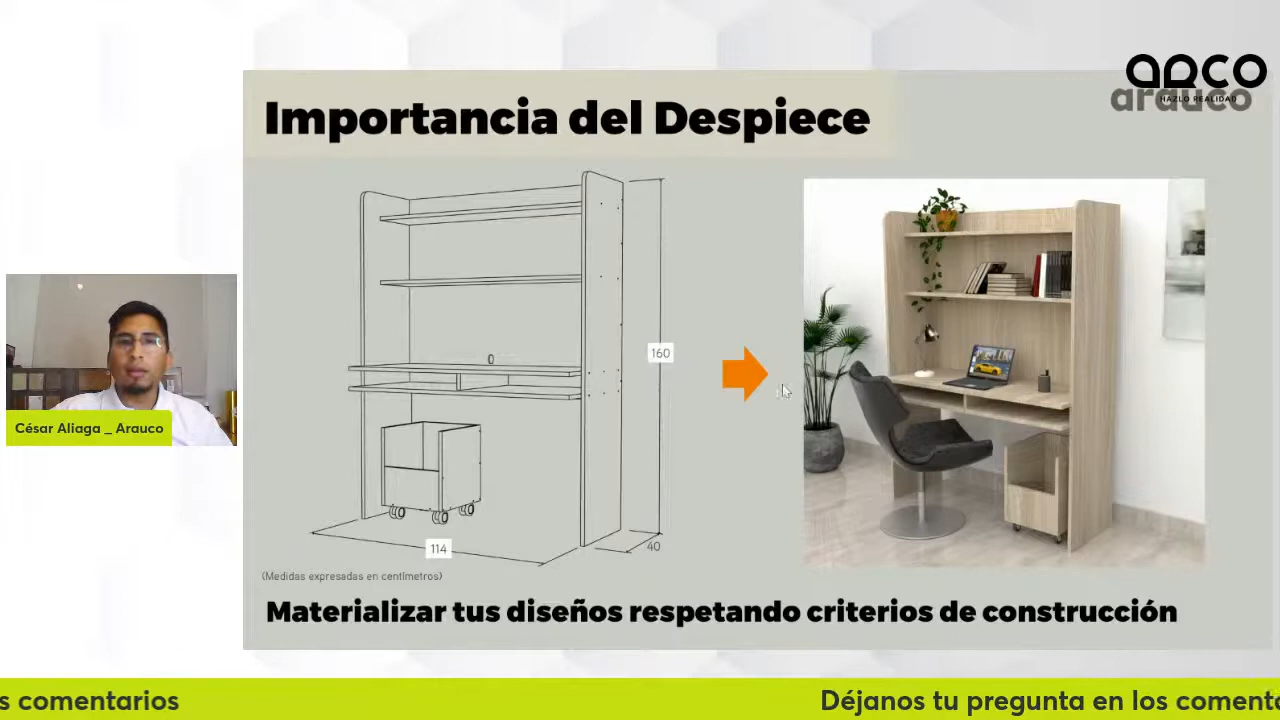 ARCO
arauco
HAZLO REALIDAD
Importancia del Despiece
160
114
40
(Medidas expresadas en centímetros)
Materializar tus diseños respetando criterios de construcción
César Aliaga _ Arauco
s comentarios
Déjanos tu pregunta en los comenta